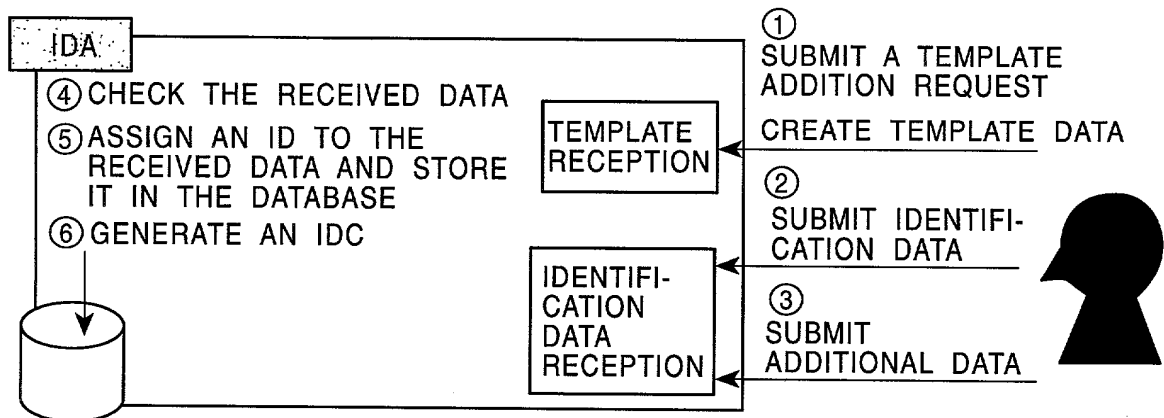 IDA
④ CHECK THE RECEIVED DATA
⑤ ASSIGN AN ID TO THE
RECEIVED DATA AND STORE
IT IN THE DATABASE
⑥ GENERATE AN IDC
TEMPLATE
RECEPTION
IDENTIFI-
CATION
DATA
RECEPTION
①
SUBMIT A TEMPLATE
ADDITION REQUEST
CREATE TEMPLATE DATA
②
SUBMIT IDENTIFI-
CATION DATA
③
SUBMIT
ADDITIONAL DATA